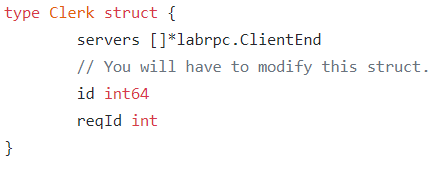 type Clerk struct {
        servers []*labrpc.ClientEnd
        // You will have to modify this struct.
        id int64
        reqId int
}